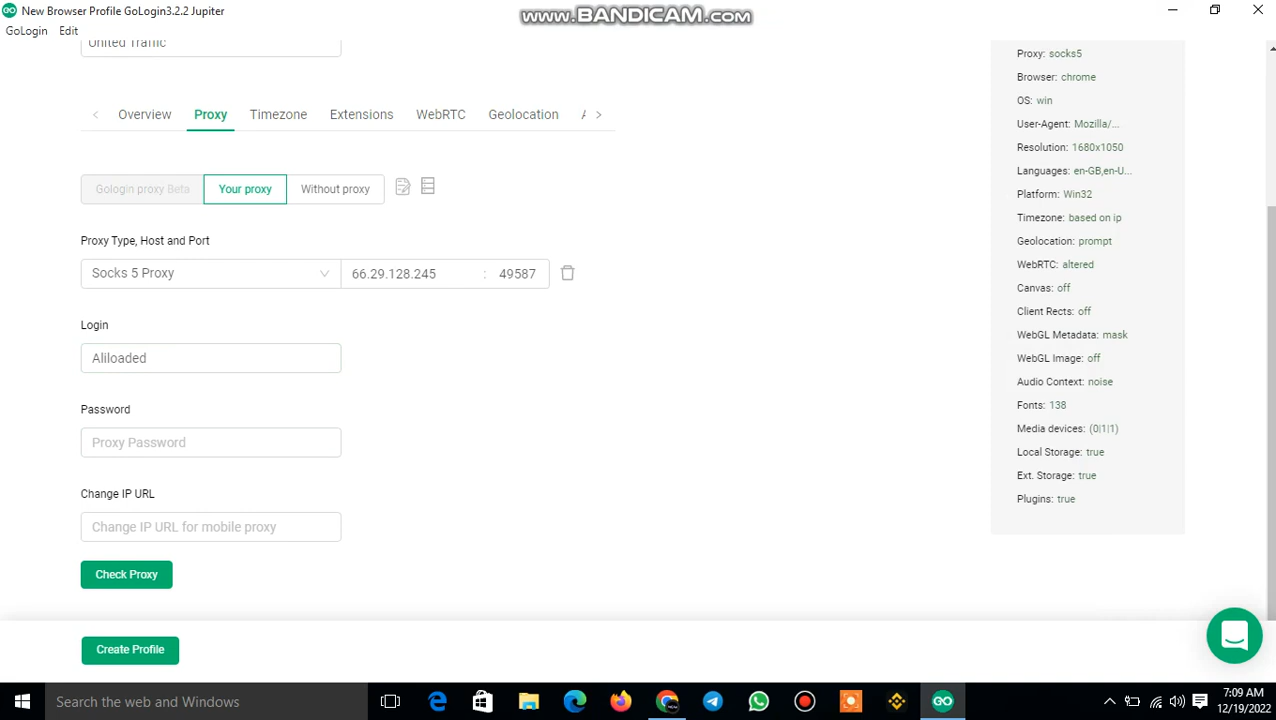 New Browser Profile GoLogin3.2.2 Jupiter
www.BANDICAM.com
GoLogin Edit
United Traffic
Overview Proxy Timezone Extensions WebRTC Geolocation
Gologin proxy Beta Your proxy Without proxy
Proxy Type, Host and Port
Socks 5 Proxy 66.29.128.245 : 49587
Login
Aliloaded
Password
Proxy Password
Change IP URL
Change IP URL for mobile proxy
Check Proxy
Create Profile
Proxy: socks5
Browser: chrome
OS: win
User-Agent: Mozilla/...
Resolution: 1680x1050
Languages: en-GB,en-U...
Platform: Win32
Timezone: based on ip
Geolocation: prompt
WebRTC: altered
Canvas: off
Client Rects: off
WebGL Metadata: mask
WebGL Image: off
Audio Context: noise
Fonts: 138
Media devices: (0|1|1)
Local Storage: true
Ext. Storage: true
Plugins: true
Search the web and Windows
GO
7:09 AM
12/19/2022